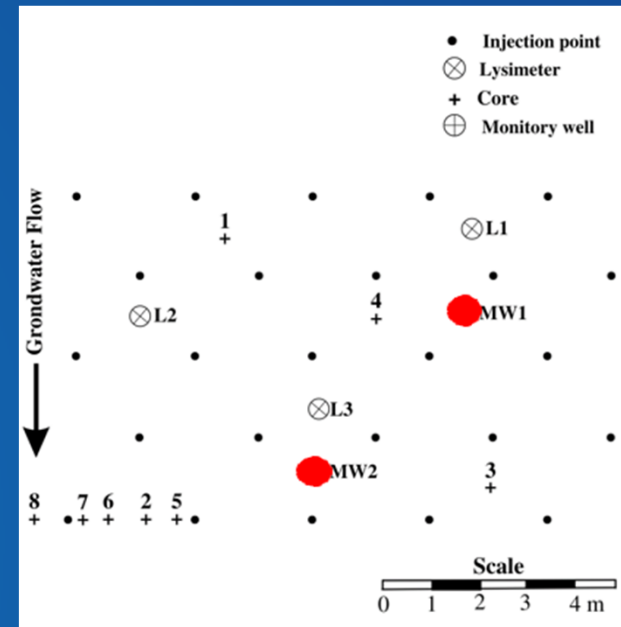 Injection point
Lysimeter
Core
Monitory well
Grondwater Flow
1
L1
4
L2
MW1
L3
MW2
3
8 7 6 2 5
Scale
0 1 2 3 4 m